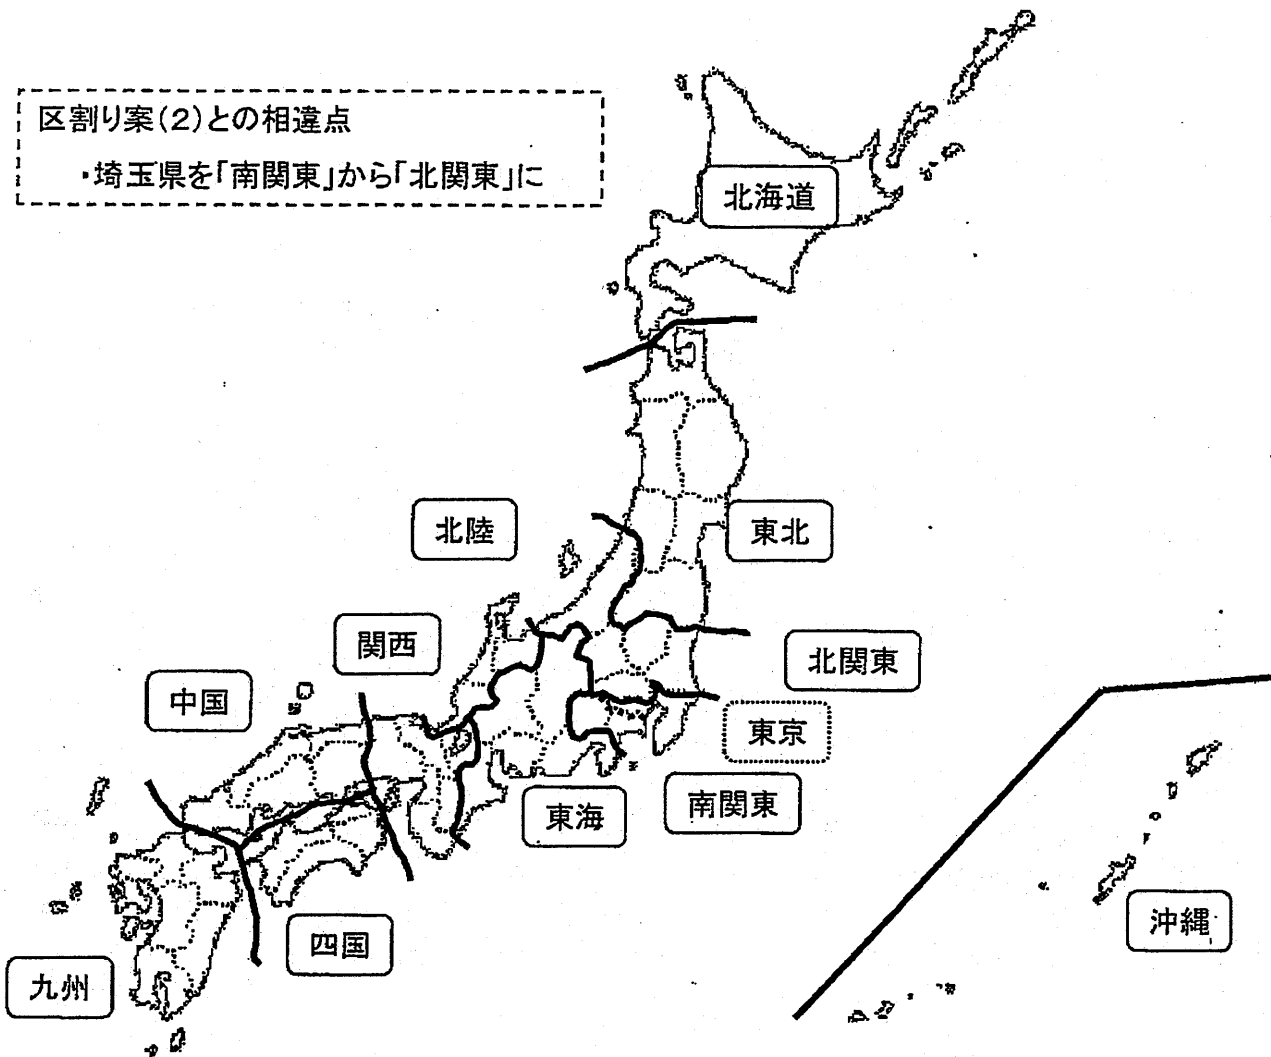 区割り案(2)との相違点
・埼玉県を「南関東」から「北関東」に
北海道
北陸
東北
関西
北関東
中国
東京
南関東
東海
沖縄
四国
九州